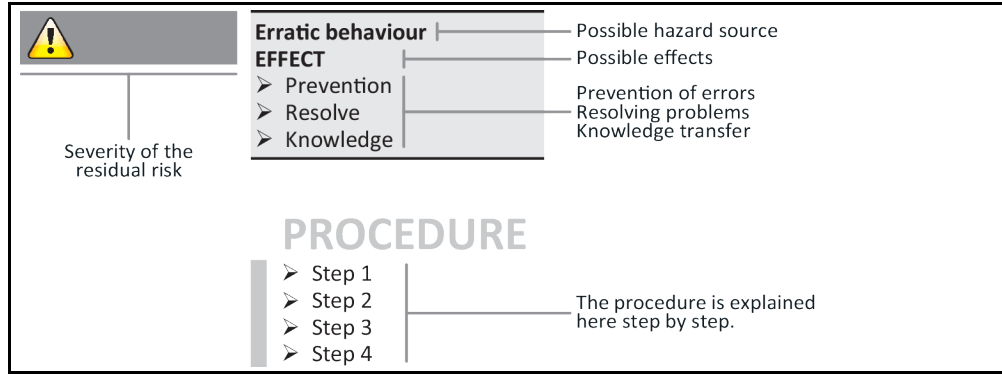 Erratic behaviour
Possible hazard source
EFFECT
Possible effects
➢ Prevention
➢ Resolve
➢ Knowledge
Prevention of errors
Resolving problems
Knowledge transfer
Severity of the
residual risk
PROCEDURE
➢ Step 1
➢ Step 2
➢ Step 3
➢ Step 4
The procedure is explained
here step by step.